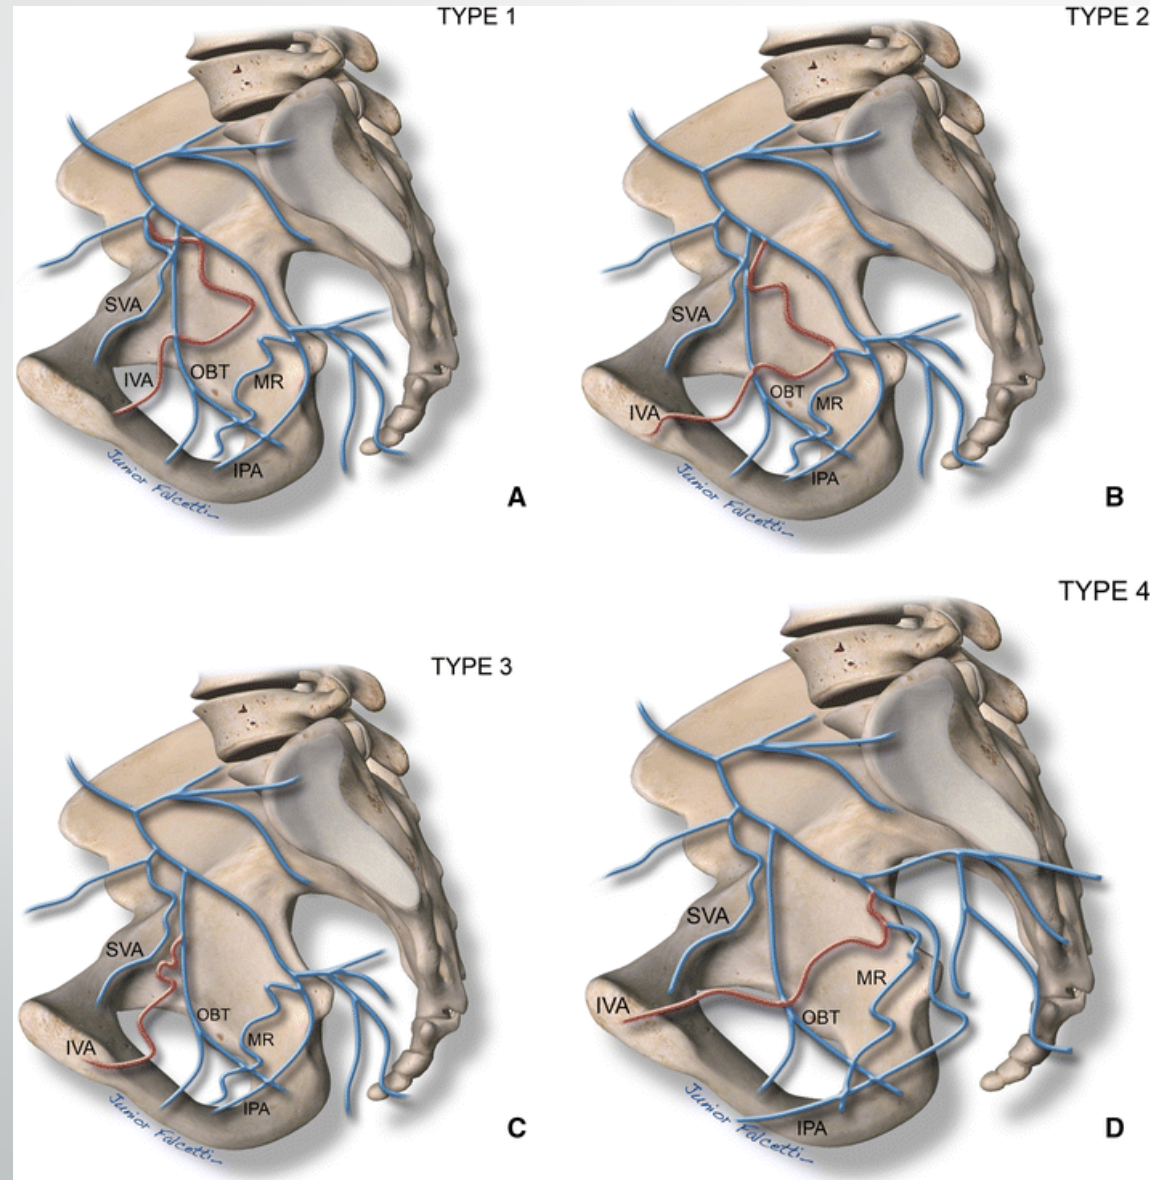 TYPE 1
SVA
IVA
OBT
MR
IPA
Junior Falcetti
A
TYPE 2
SVA
IVA
OBT
MR
IPA
Junior Falcetti
B
TYPE 3
SVA
IVA
OBT
MR
IPA
Junior Falcetti
C
TYPE 4
SVA
IVA
OBT
MR
IPA
Junior Falcetti
D